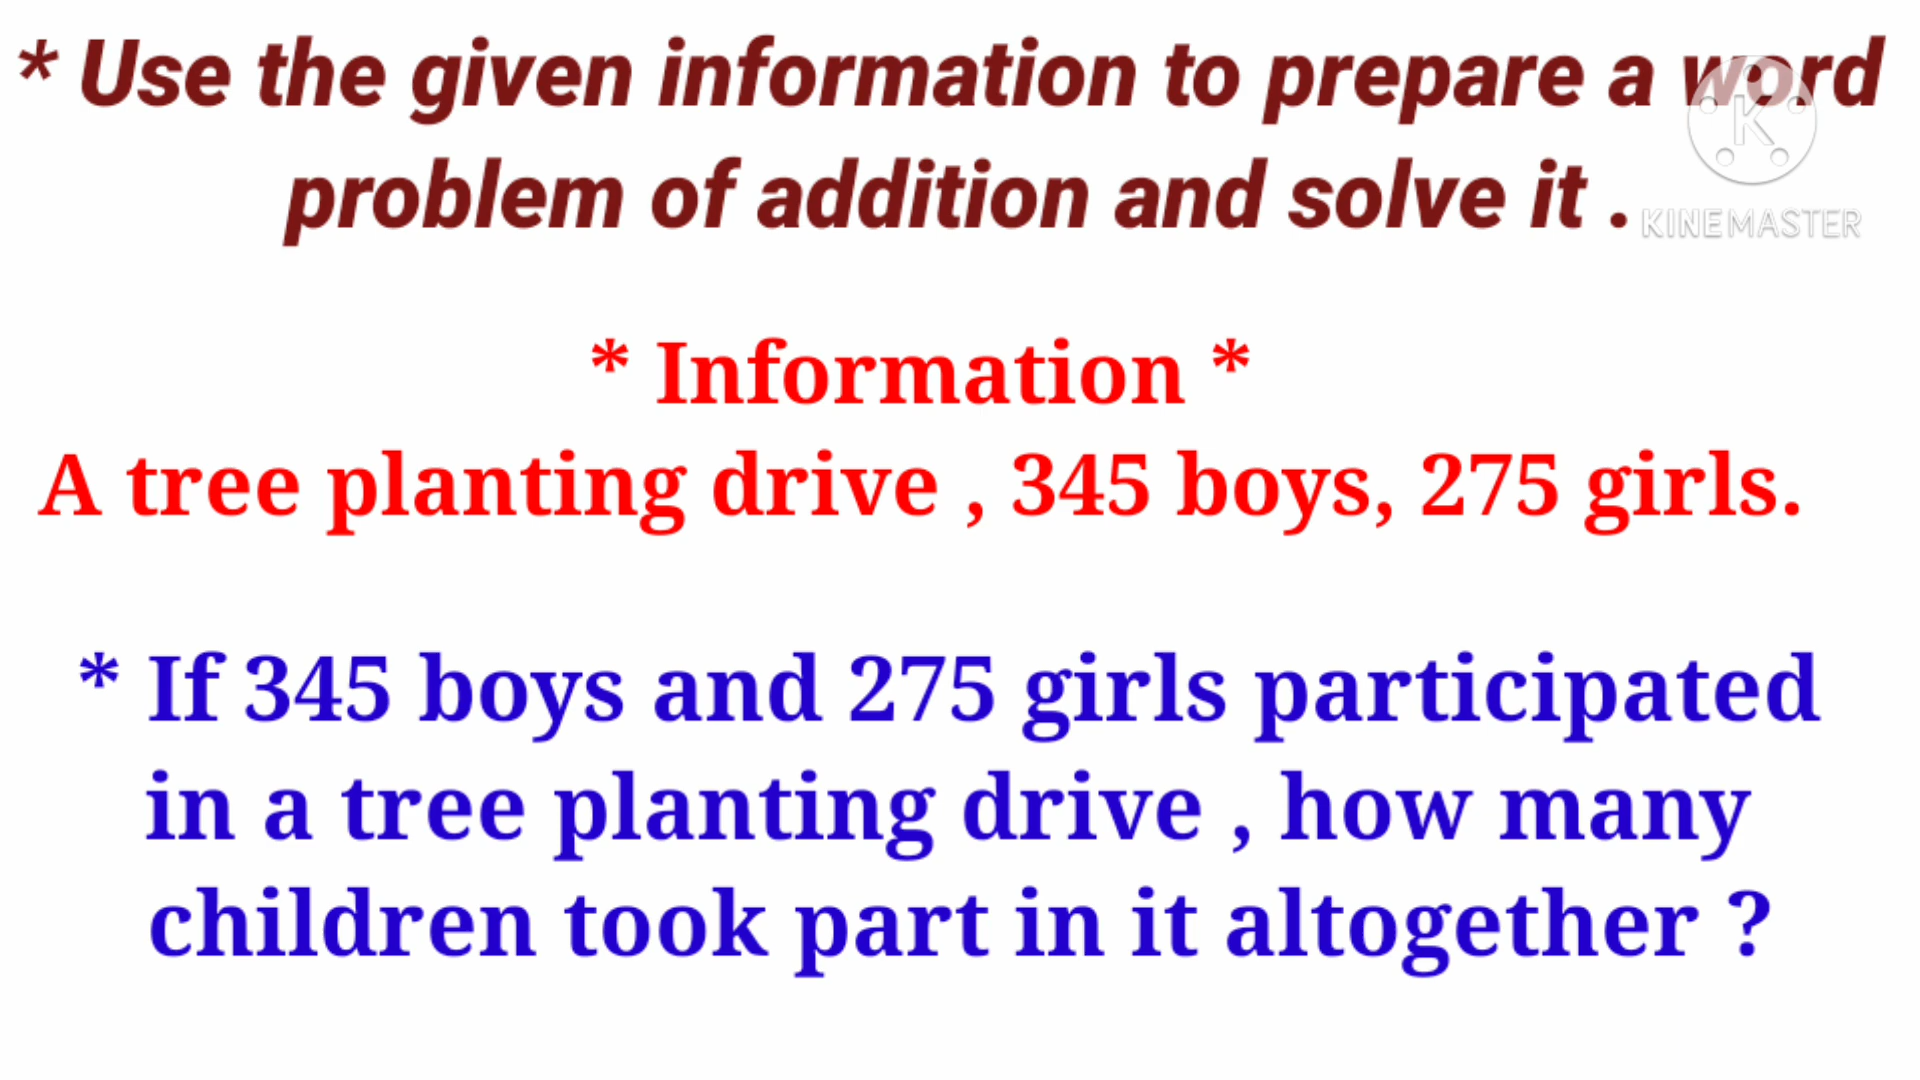 * Use the given information to prepare a word
problem of addition and solve it .
KINEMASTER
* Information *
A tree planting drive , 345 boys, 275 girls.
* If 345 boys and 275 girls participated
in a tree planting drive , how many
children took part in it altogether ?